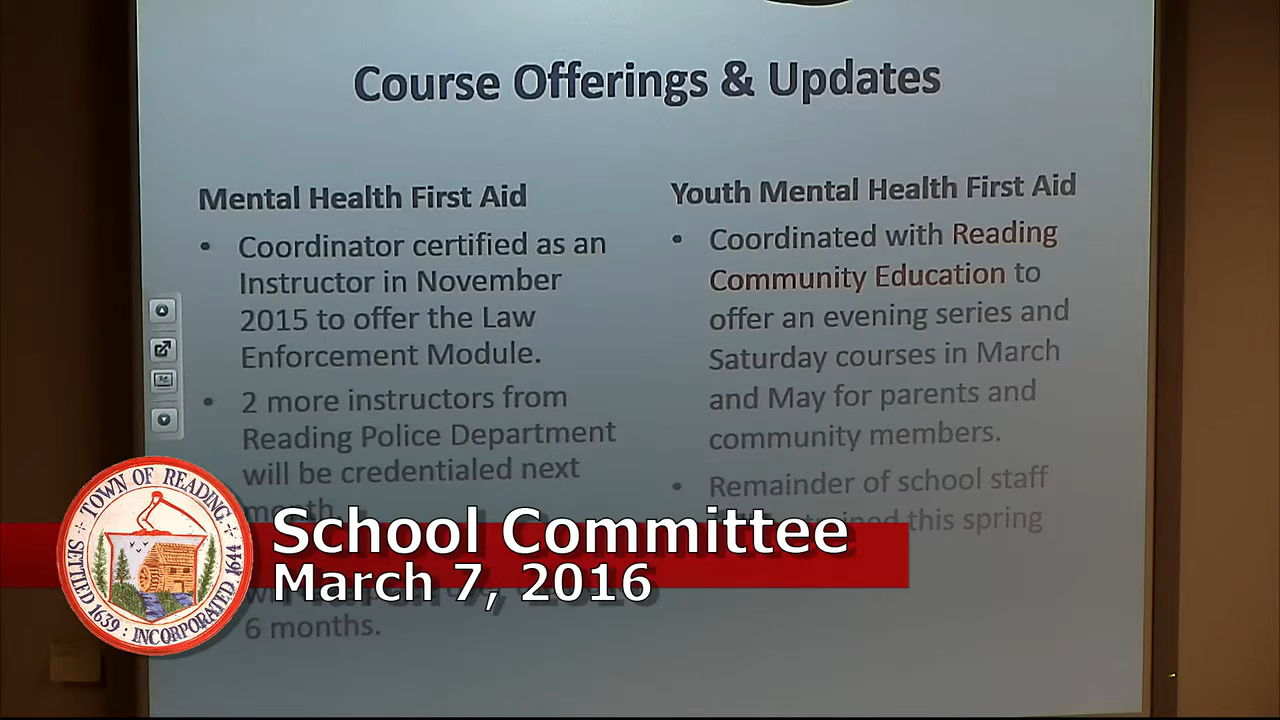 Course Offerings & Updates
Mental Health First Aid
• Coordinator certified as an
Instructor in November
2015 to offer the Law
Enforcement Module.
• 2 more instructors from
Reading Police Department
will be credentialed next
month.
6 months.
Youth Mental Health First Aid
• Coordinated with Reading
Community Education to
offer an evening series and
Saturday courses in March
and May for parents and
community members.
• Remainder of school staff
this spring
School Committee
March 7, 2016
TOWN OF READING
SETTLED 1639 : INCORPORATED 1644